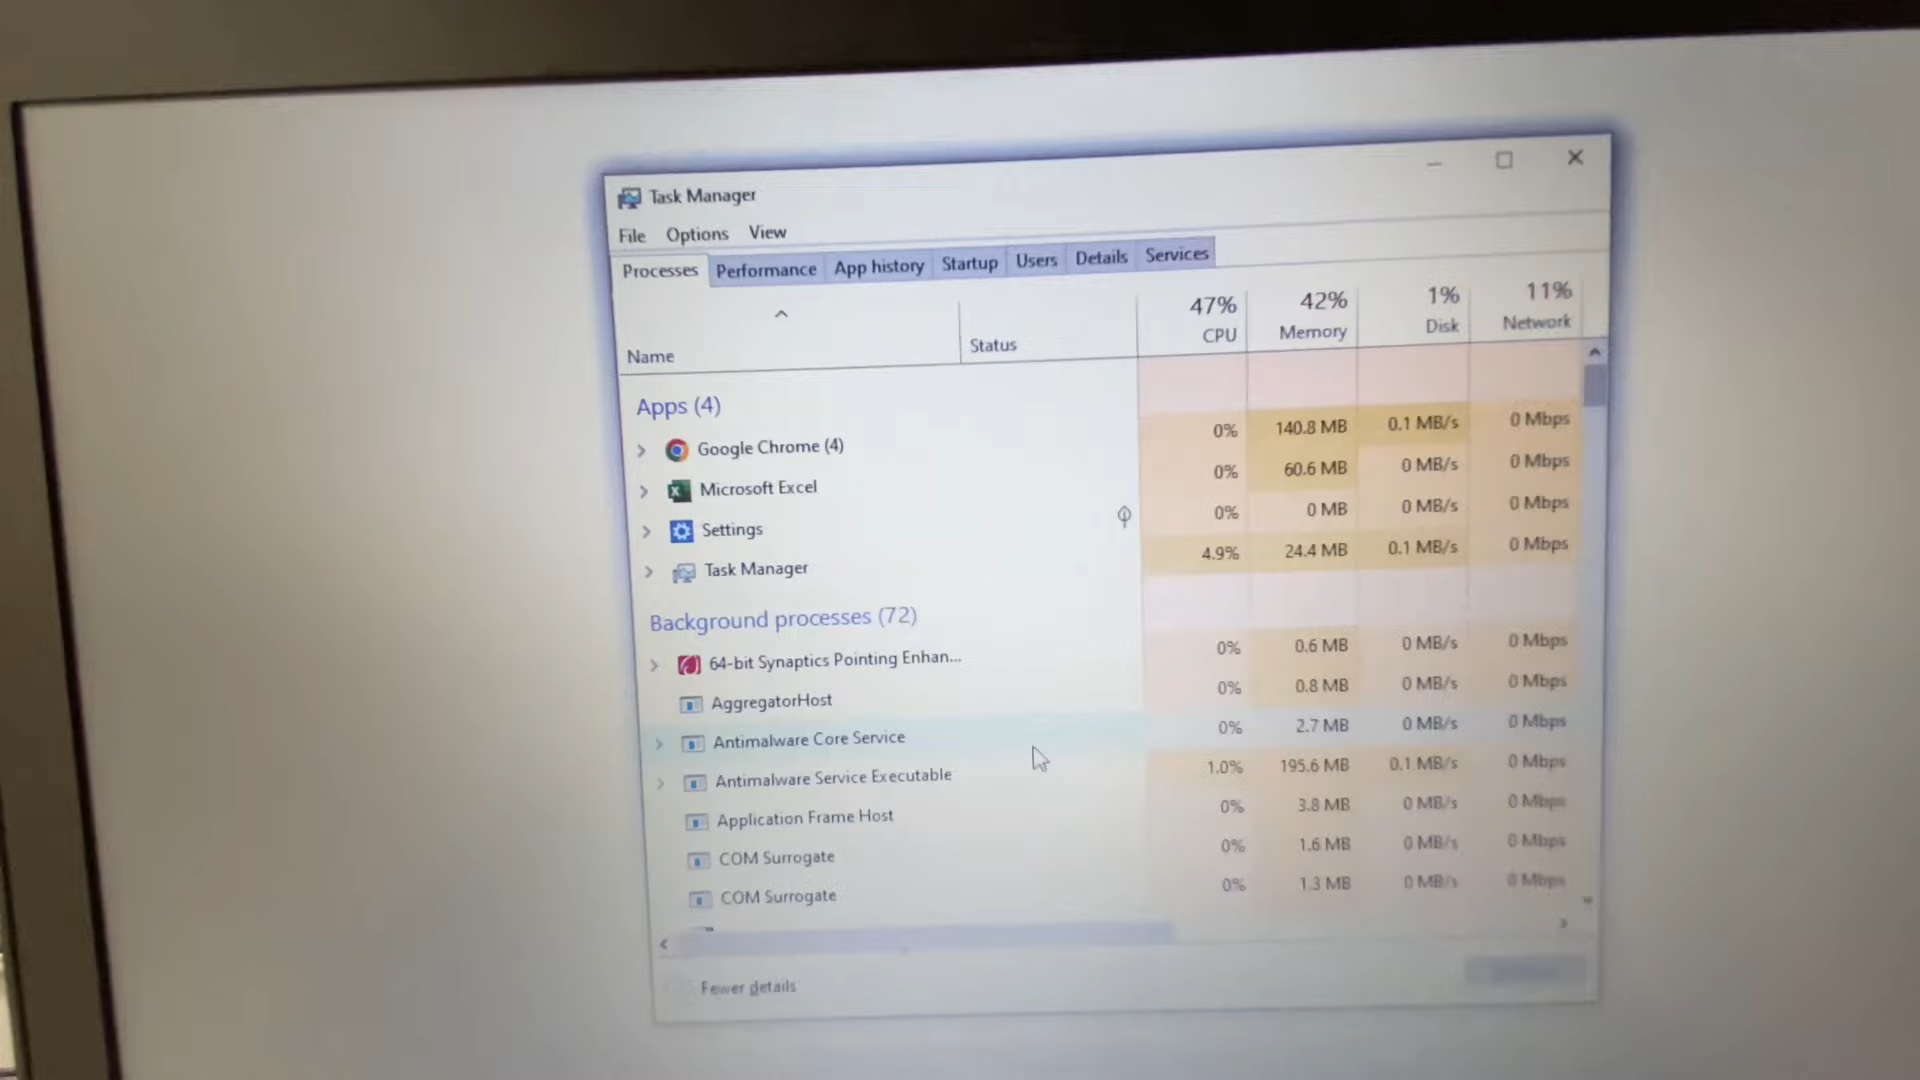 Task Manager
File Options View
Processes Performance App history Startup Users Details Services
47% 42% 1% 11%
Name Status CPU Memory Disk Network
Apps (4)
Google Chrome (4) 0% 140.8 MB 0.1 MB/s 0 Mbps
Microsoft Excel 0% 60.6 MB 0 MB/s 0 Mbps
Settings 0% 0 MB 0 MB/s 0 Mbps
Task Manager 4.9% 24.4 MB 0.1 MB/s 0 Mbps
Background processes (72)
64-bit Synaptics Pointing Enhan... 0% 0.6 MB 0 MB/s 0 Mbps
AggregatorHost 0% 0.8 MB 0 MB/s 0 Mbps
Antimalware Core Service 0% 2.7 MB 0 MB/s 0 Mbps
Antimalware Service Executable 1.0% 195.6 MB 0.1 MB/s 0 Mbps
Application Frame Host 0% 3.8 MB 0 MB/s 0 Mbps
COM Surrogate 0% 1.6 MB 0 MB/s 0 Mbps
COM Surrogate 0% 1.3 MB 0 MB/s 0 Mbps
Fewer details